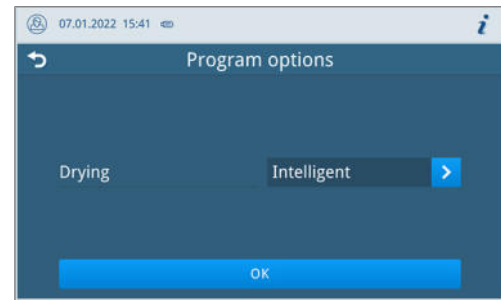 07.01.2022 15:41
i
Program options
Drying
Intelligent
OK